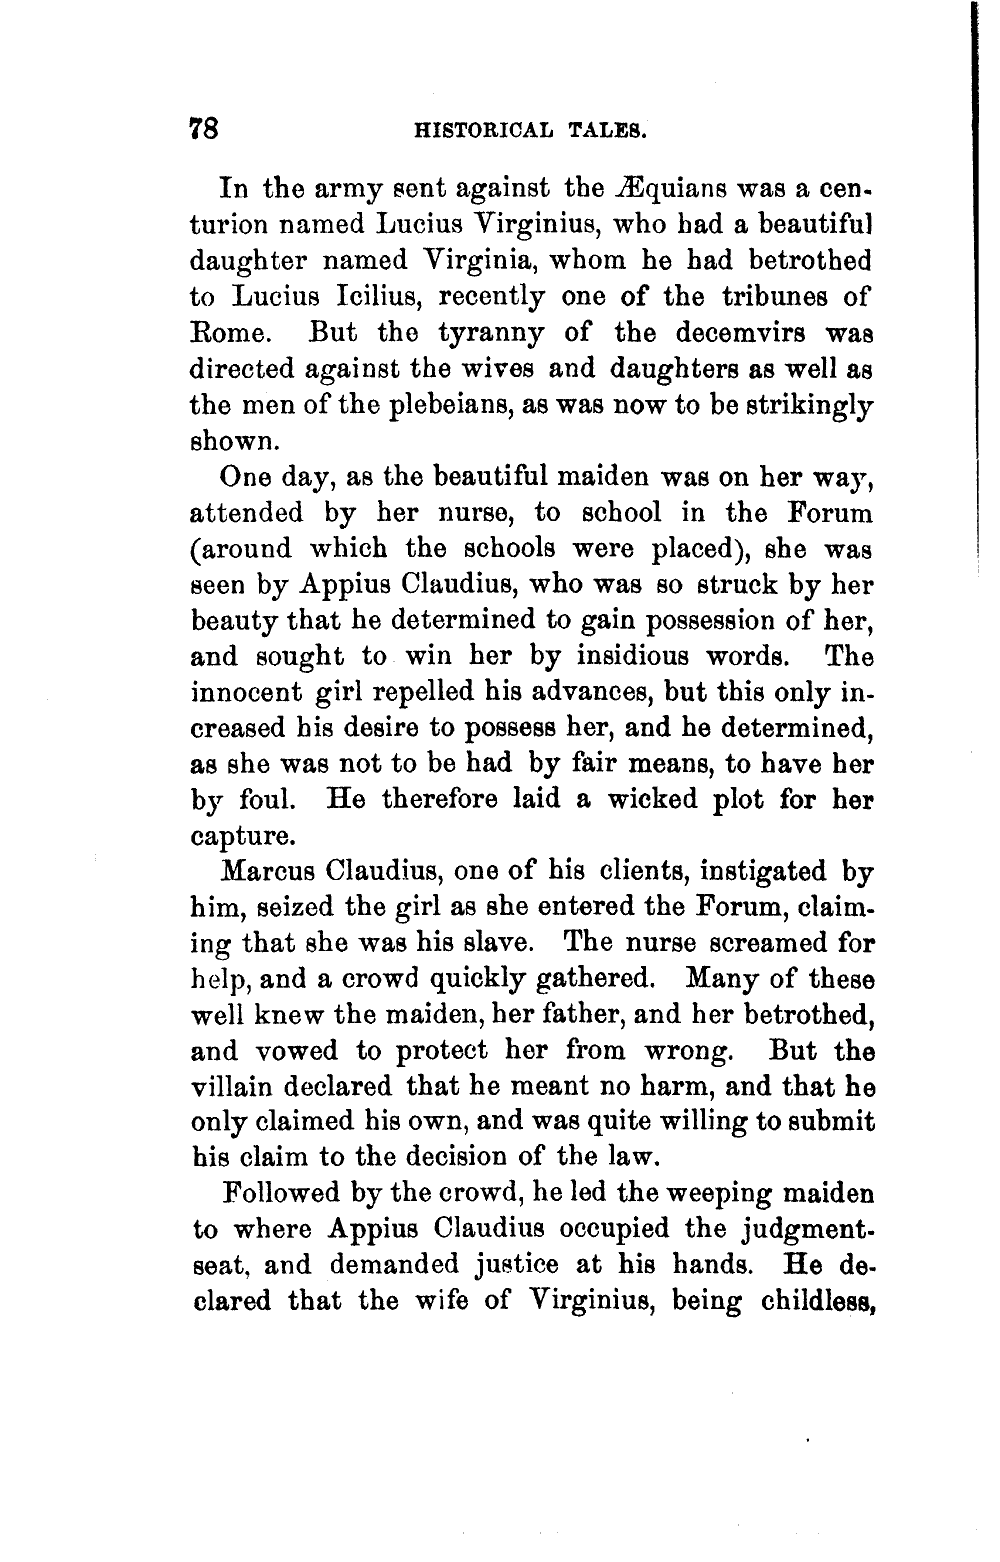 78 HISTORICAL TALES.
In the army sent against the Æquians was a cen-
turion named Lucius Virginius, who had a beautiful
daughter named Virginia, whom he had betrothed
to Lucius Icilius, recently one of the tribunes of
Rome. But the tyranny of the decemvirs was
directed against the wives and daughters as well as
the men of the plebeians, as was now to be strikingly
shown.
One day, as the beautiful maiden was on her way,
attended by her nurse, to school in the Forum
(around which the schools were placed), she was
seen by Appius Claudius, who was so struck by her
beauty that he determined to gain possession of her,
and sought to win her by insidious words. The
innocent girl repelled his advances, but this only in-
creased his desire to possess her, and he determined,
as she was not to be had by fair means, to have her
by foul. He therefore laid a wicked plot for her
capture.
Marcus Claudius, one of his clients, instigated by
him, seized the girl as she entered the Forum, claim-
ing that she was his slave. The nurse screamed for
help, and a crowd quickly gathered. Many of these
well knew the maiden, her father, and her betrothed,
and vowed to protect her from wrong. But the
villain declared that he meant no harm, and that he
only claimed his own, and was quite willing to submit
his claim to the decision of the law.
Followed by the crowd, he led the weeping maiden
to where Appius Claudius occupied the judgment-
seat, and demanded justice at his hands. He de-
clared that the wife of Virginius, being childless,